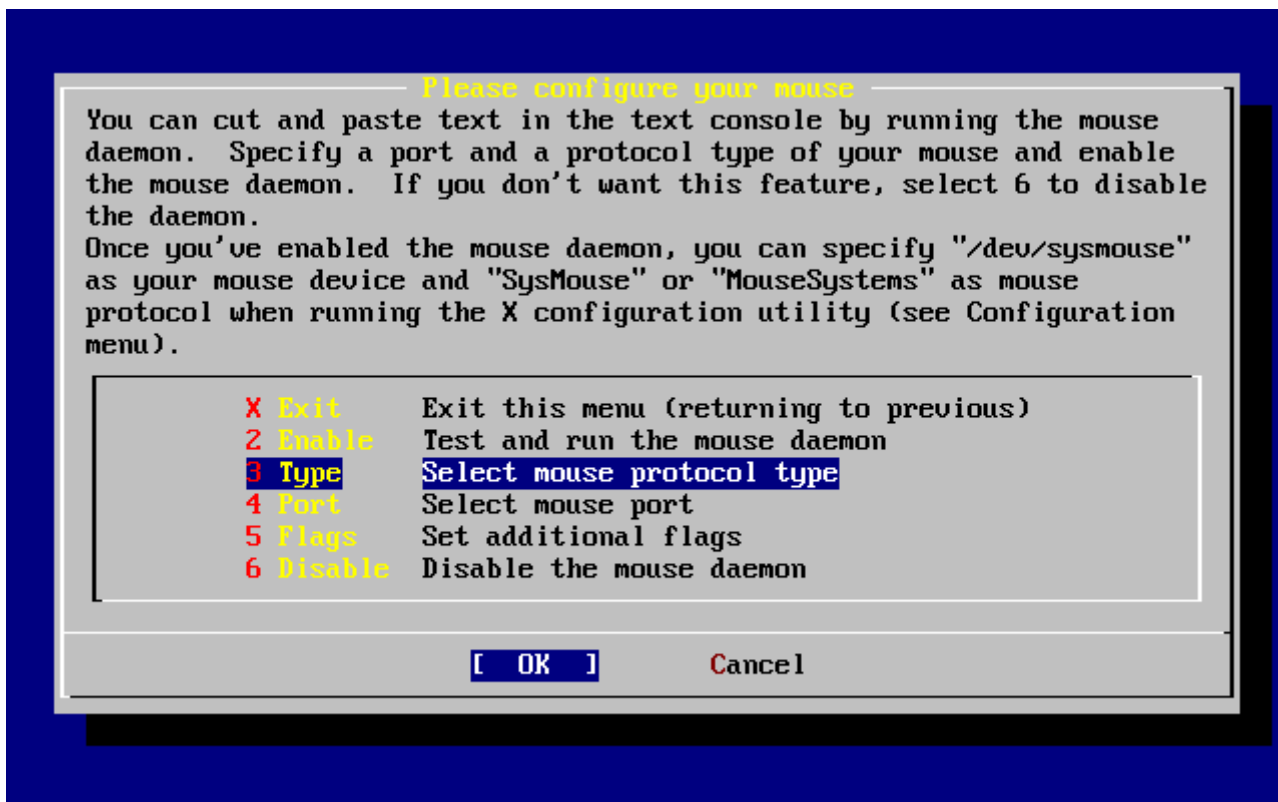 Please configure your mouse
You can cut and paste text in the text console by running the mouse
daemon.  Specify a port and a protocol type of your mouse and enable
the mouse daemon.  If you don't want this feature, select 6 to disable
the daemon.
Once you've enabled the mouse daemon, you can specify "/dev/sysmouse"
as your mouse device and "SysMouse" or "MouseSystems" as mouse
protocol when running the X configuration utility (see Configuration
menu).
X Exit Exit this menu (returning to previous)
2 Enable Test and run the mouse daemon
3 Type Select mouse protocol type
4 Port Select mouse port
5 Flags Set additional flags
6 Disable Disable the mouse daemon
[ OK ] Cancel